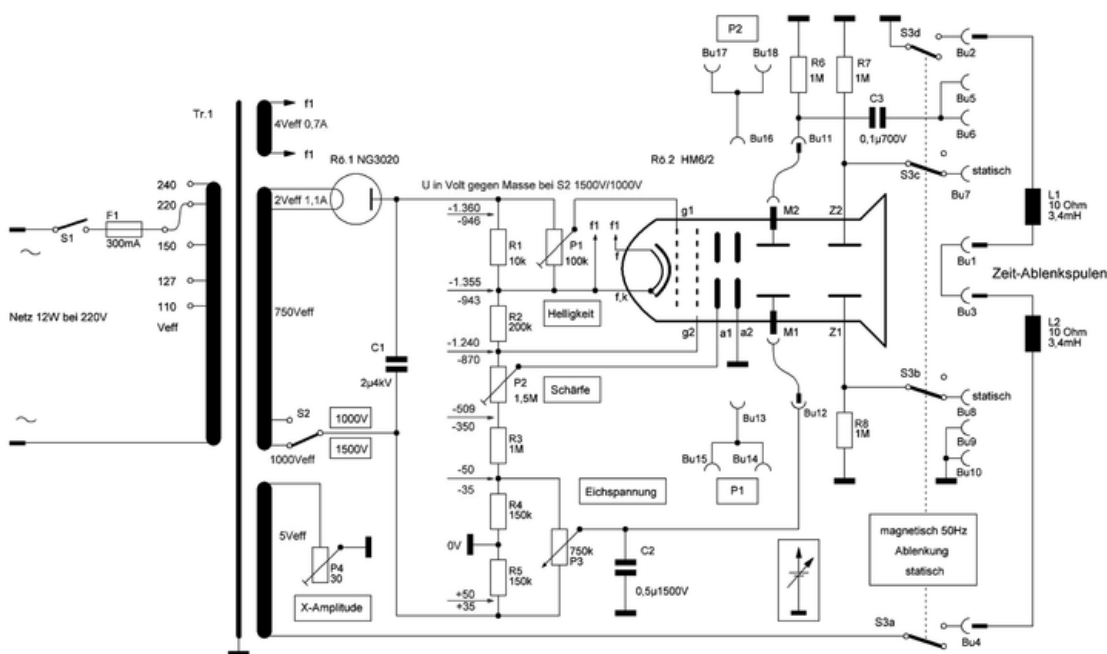 P2
Bu17
Bu18
Bu16
R6
1M
R7
1M
S3d
Bu2
Bu5
Bu6
C3
0,1µ700V
Bu11
Tr.1
f1
4Veff 0,7A
f1
Rö.1 NG3020
Rö.2 HM6/2
S3c
statisch
Bu7
240
220
150
127
110
Veff
2Veff 1,1A
U in Volt gegen Masse bei S2 1500V/1000V
S1
F1
300mA
Netz 12W bei 220V
750Veff
-1.360
-946
R1
10k
P1
100k
f1
f1
f
f,k
g1
g2
a1
a2
M2
Z2
M1
Z1
L1
10 Ohm
3,4mH
Bu1
Zeit-Ablenkspulen
Bu3
L2
10 Ohm
3,4mH
-1.355
-943
Helligkeit
R2
200k
C1
2µ4kV
-1.240
-870
P2
1,5M
Schärfe
S3b
statisch
Bu8
Bu9
Bu10
Bu12
R8
1M
S2
1000V
1500V
1000Veff
-509
-350
R3
1M
Bu13
Bu15
Bu14
P1
-50
-35
Eichspannung
R4
150k
0V
750k
P3
C2
0,5µ1500V
R5
150k
+50
+35
5Veff
P4
30
X-Amplitude
magnetisch 50Hz
Ablenkung
statisch
S3a
Bu4